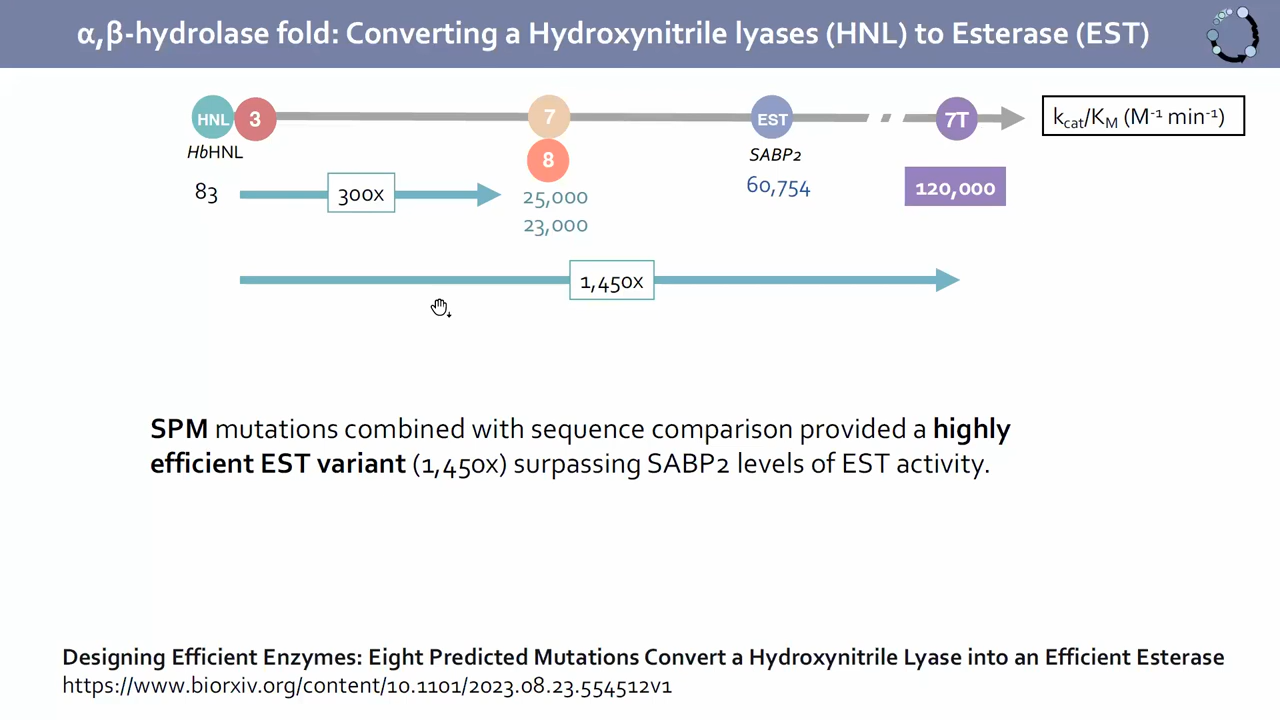 α,β-hydrolase fold: Converting a Hydroxynitrile lyases (HNL) to Esterase (EST)
HNL 3 7 EST 7T kcat/KM (M-1 min-1)
HbHNL 8 SABP2
83 300x 25,000 60,754 120,000
23,000
1,450x
SPM mutations combined with sequence comparison provided a highly
efficient EST variant (1,450x) surpassing SABP2 levels of EST activity.
Designing Efficient Enzymes: Eight Predicted Mutations Convert a Hydroxynitrile Lyase into an Efficient Esterase
https://www.biorxiv.org/content/10.1101/2023.08.23.554512v1